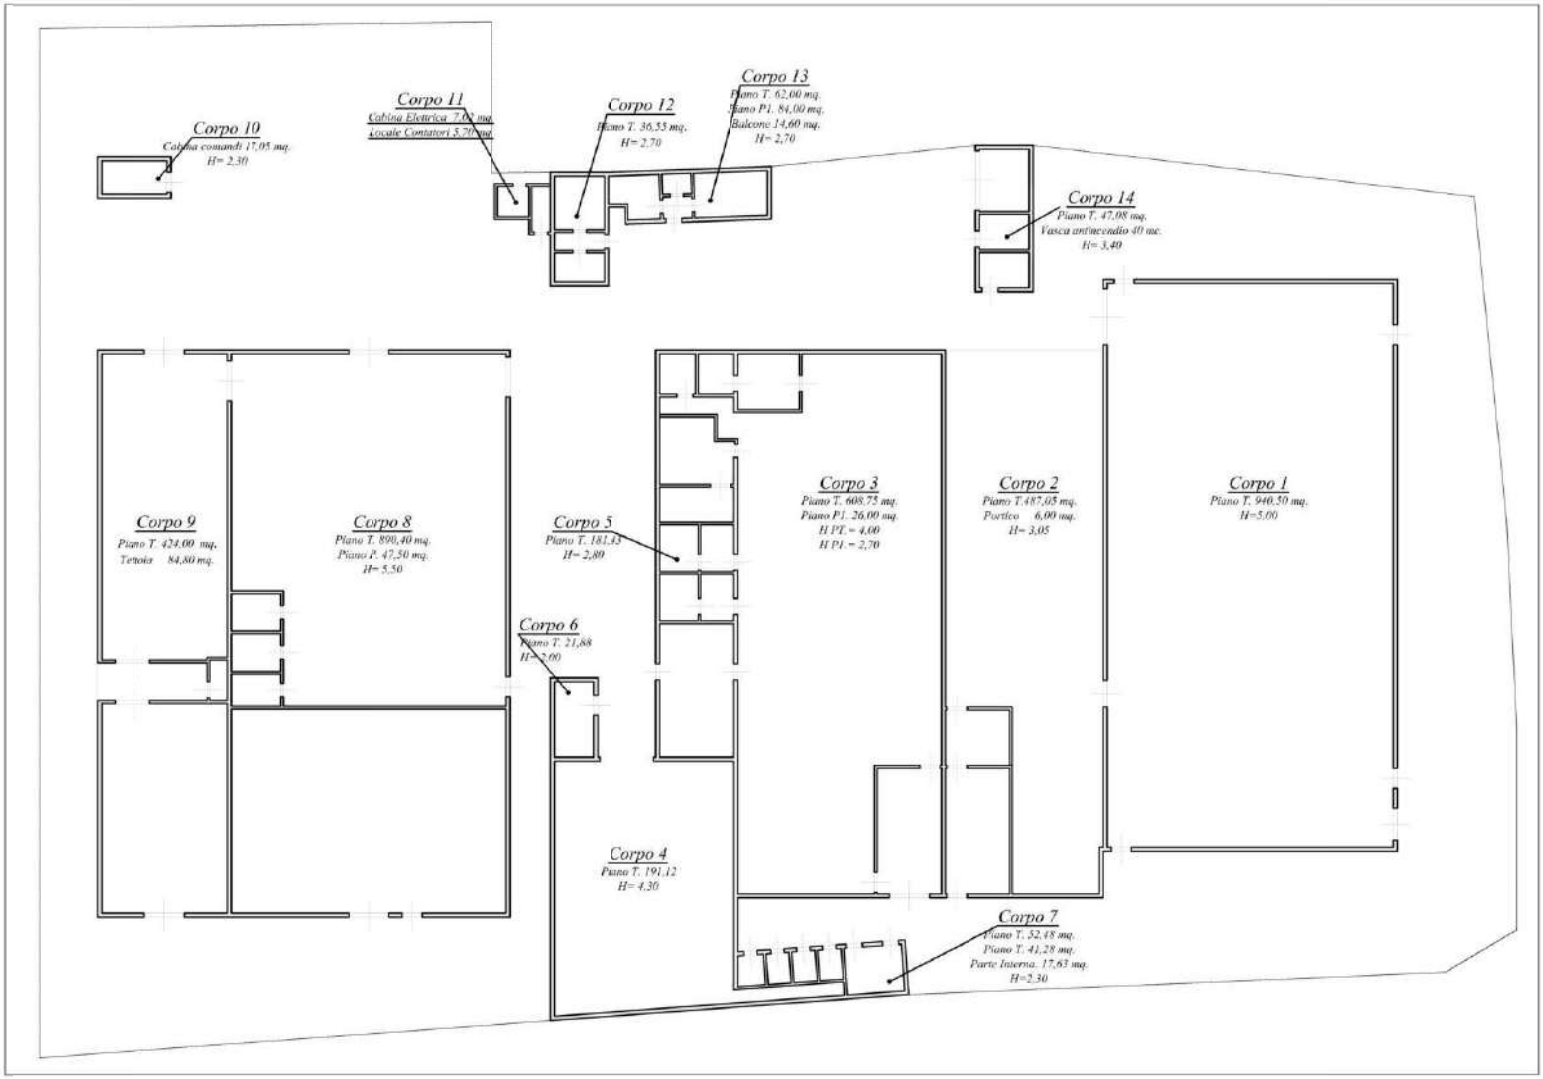 Corpo 13
Piano T. 62,00 mq.
Piano P1. 84,00 mq.
Balcone 14,60 mq.
H= 2,70
Corpo 11
Cabina Elettrica 7,02 mq
Locale Contatori 5,70 mq
Corpo 12
Piano T. 36,55 mq.
H= 2,70
Corpo 10
Cabina comandi 17,05 mq.
H= 2,30
Corpo 14
Piano T. 47,08 mq.
Vasca antincendio 40 mc.
H= 3,40
Corpo 3
Piano T. 608,75 mq.
Piano P1. 26,00 mq.
H PT. = 4,00
H P1. = 2,70
Corpo 2
Piano T.487,05 mq.
Portico 6,00 mq.
H= 3,05
Corpo 1
Piano T. 940,50 mq.
H=5,00
Corpo 9
Piano T. 424,00 mq.
Tettoia 84,80 mq.
Corpo 8
Piano T. 890,40 mq.
Piano P. 47,50 mq.
H= 5,50
Corpo 5
Piano T. 181,35
H= 2,80
Corpo 6
Piano T. 21,88
H= 2,00
Corpo 4
Piano T. 191,12
H= 4,30
Corpo 7
Piano T. 52,48 mq.
Piano T. 41,28 mq.
Parte Interna. 17,63 mq.
H=2,30